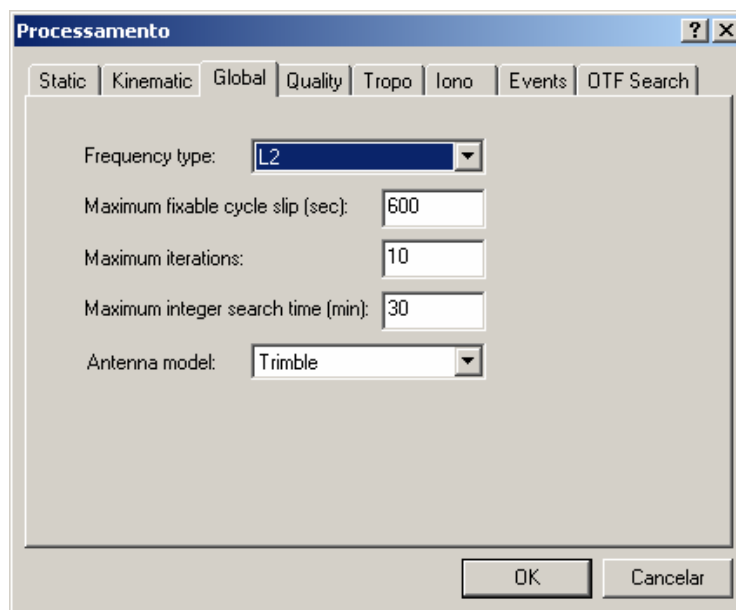 Processamento
Static Kinematic Global Quality Tropo Iono Events OTF Search
Frequency type: L2
Maximum fixable cycle slip (sec): 600
Maximum iterations: 10
Maximum integer search time (min): 30
Antenna model: Trimble
OK Cancelar